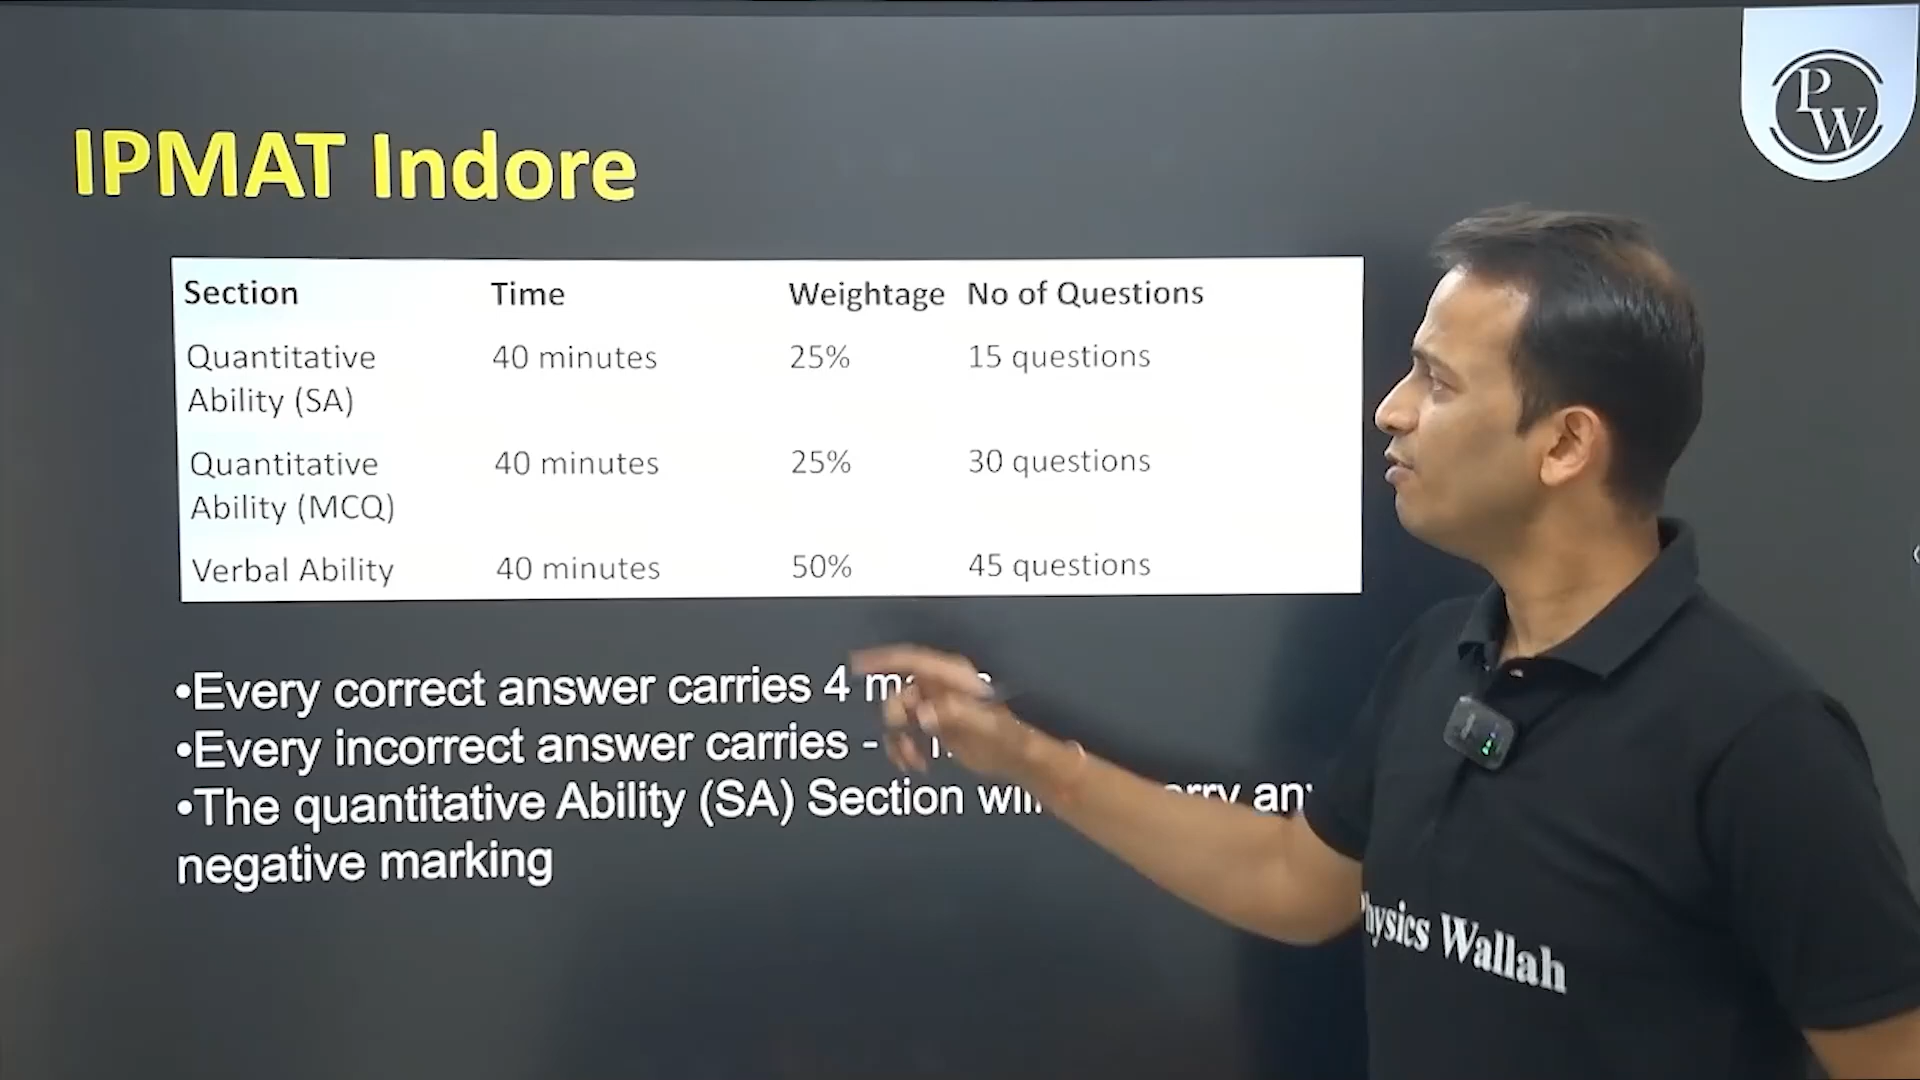 P
W
IPMAT Indore
Section Time Weightage No of Questions
Quantitative 40 minutes 25% 15 questions
Ability (SA)
Quantitative 40 minutes 25% 30 questions
Ability (MCQ)
Verbal Ability 40 minutes 50% 45 questions
•Every correct answer carries 4
•Every incorrect answer carries -
•The quantitative Ability (SA) Section
negative marking
Physics Wallah